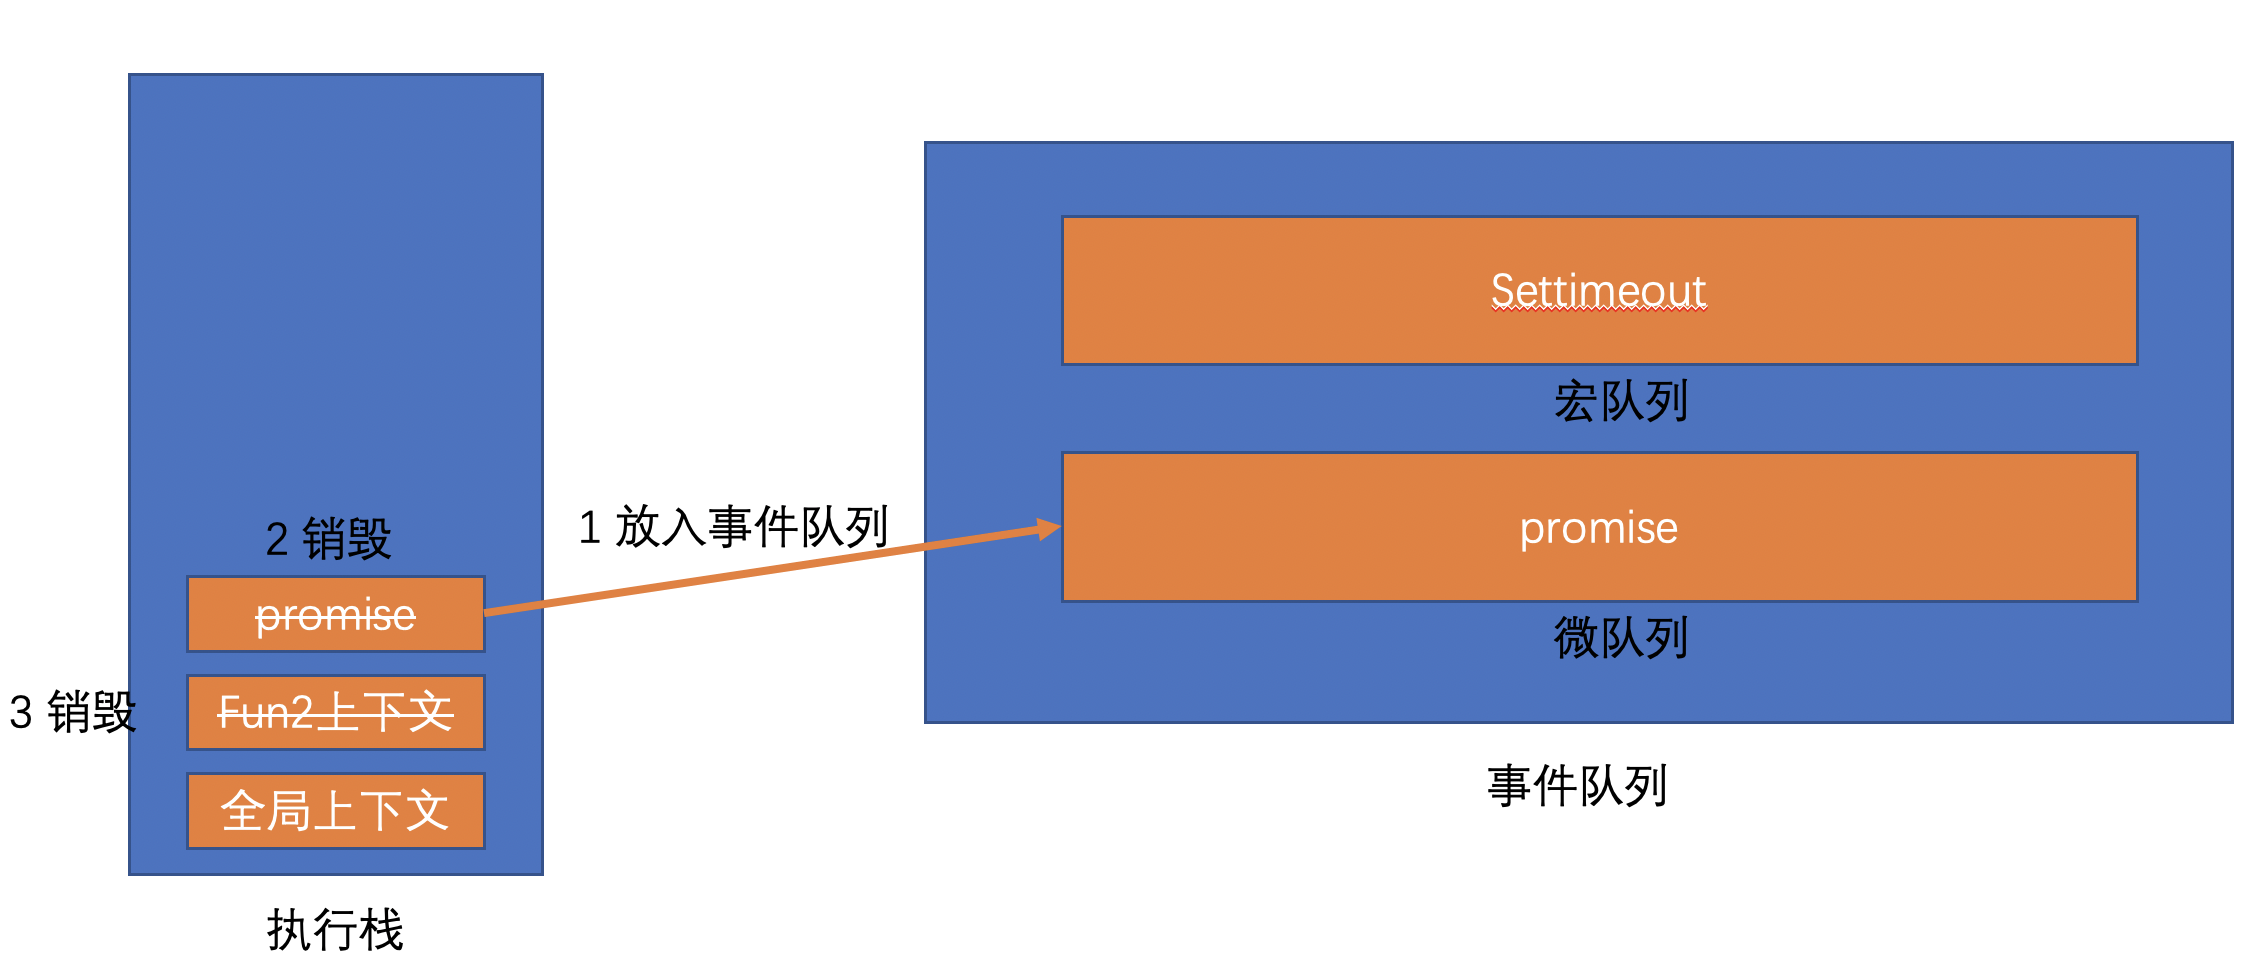 2 销毁
promise
3 销毁
Fun2上下文
全局上下文
执行栈
1 放入事件队列
Settimeout
宏队列
promise
微队列
事件队列